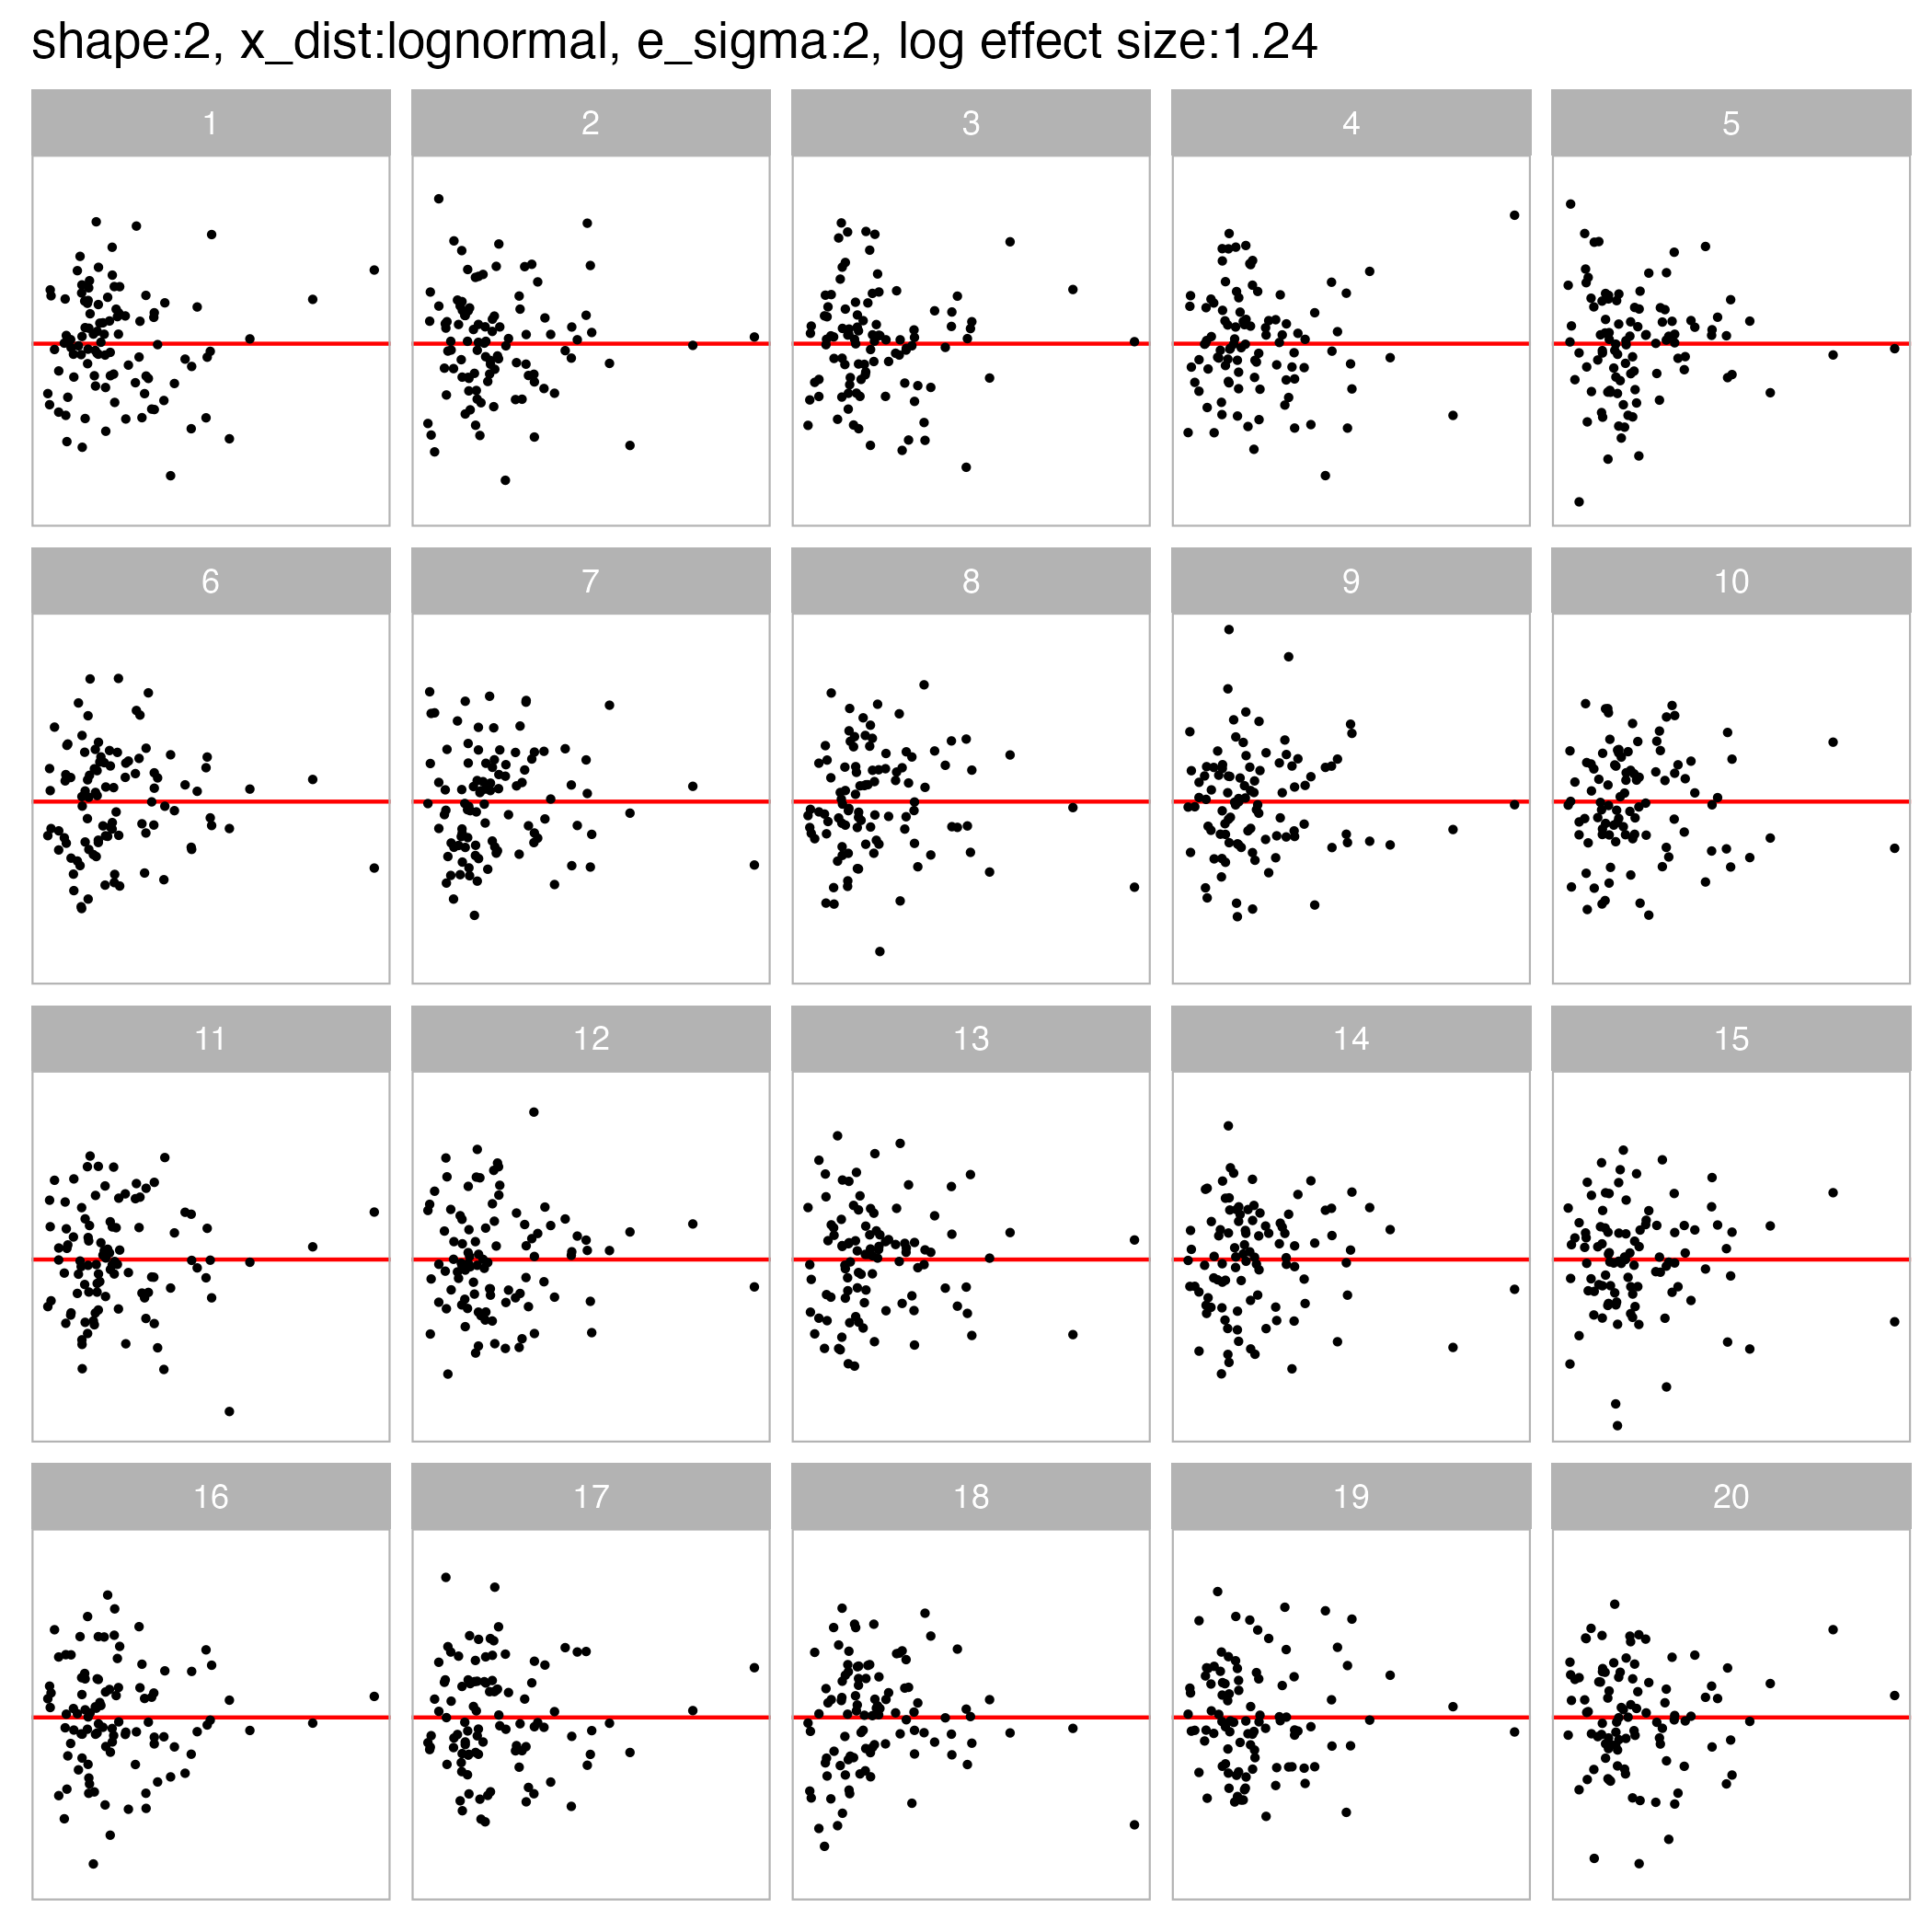 shape:2, x_dist:lognormal, e_sigma:2, log effect size:1.24
1 2 3 4 5
6 7 8 9 10
11 12 13 14 15
16 17 18 19 20